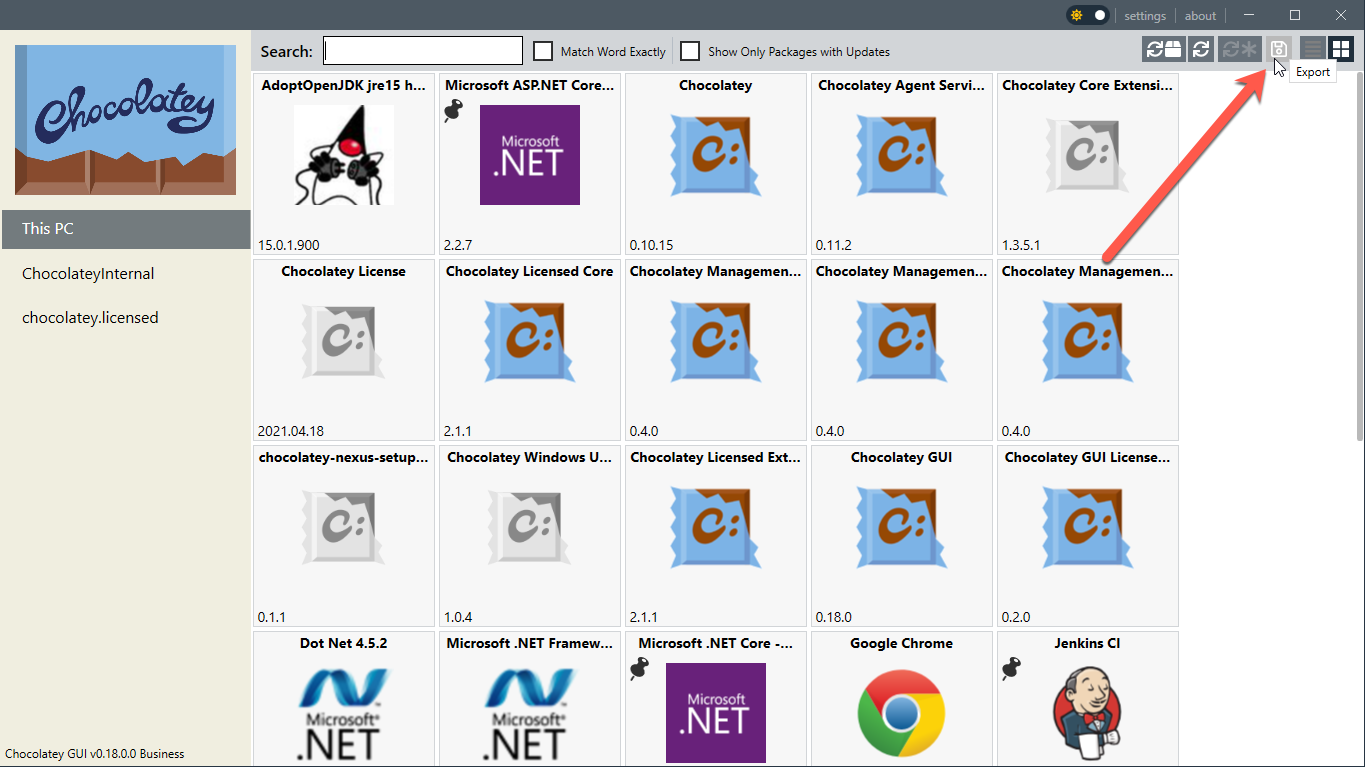 settings
about
Search:
Match Word Exactly
Show Only Packages with Updates
Export
Chocolatey
This PC
ChocolateyInternal
chocolatey.licensed
AdoptOpenJDK jre15 h...
15.0.1.900
Microsoft ASP.NET Core...
Microsoft
.NET
2.2.7
Chocolatey
C:
0.10.15
Chocolatey Agent Servi...
C:
0.11.2
Chocolatey Core Extensi...
C:
1.3.5.1
Chocolatey License
C:
2021.04.18
Chocolatey Licensed Core
C:
2.1.1
Chocolatey Managemen...
C:
0.4.0
Chocolatey Managemen...
C:
0.4.0
Chocolatey Managemen...
C:
0.4.0
chocolatey-nexus-setup...
C:
0.1.1
Chocolatey Windows U...
C:
1.0.4
Chocolatey Licensed Ext...
C:
2.1.1
Chocolatey GUI
C:
0.18.0
Chocolatey GUI License...
C:
0.2.0
Dot Net 4.5.2
Microsoft®
.NET
Microsoft .NET Framew...
Microsoft®
.NET
Microsoft .NET Core -...
Microsoft
.NET
Google Chrome
Jenkins CI
Chocolatey GUI v0.18.0.0 Business